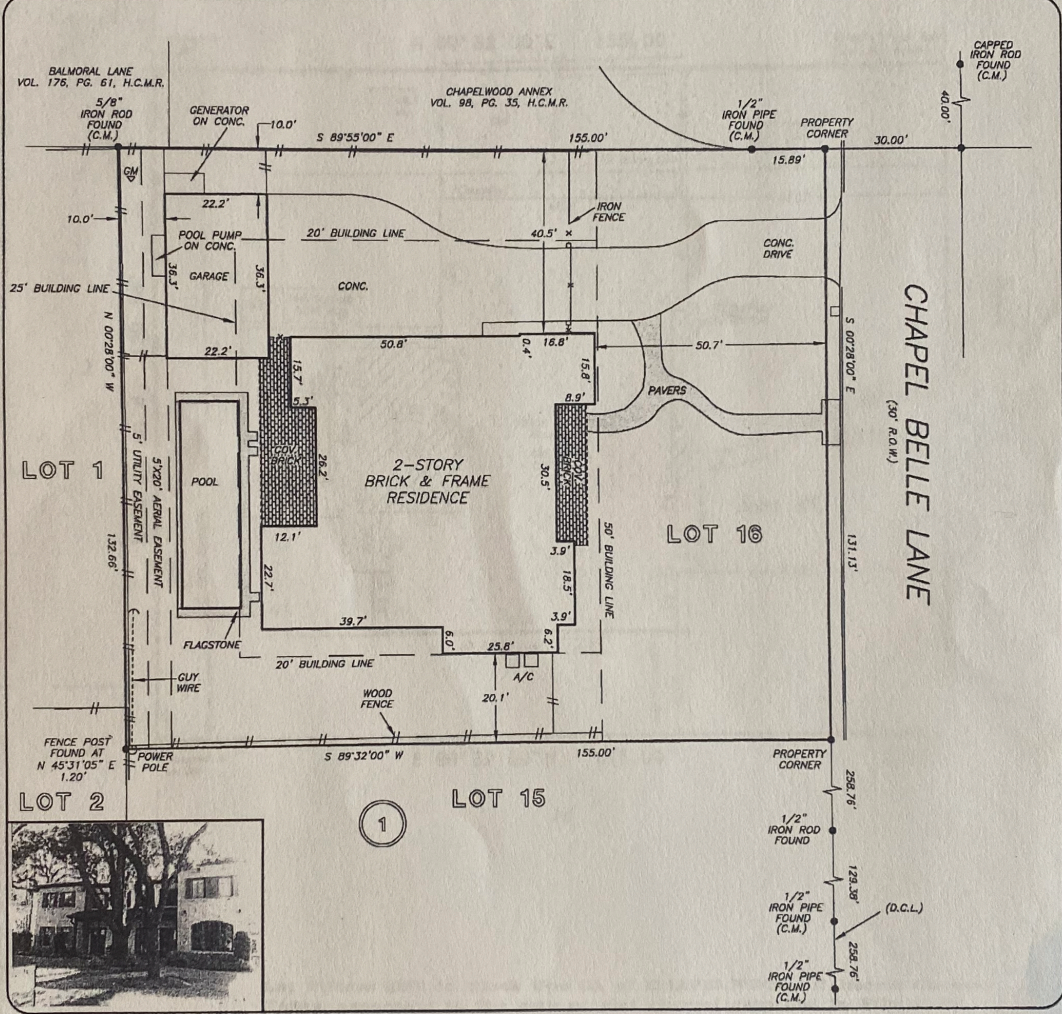 CAPPED
IRON ROD
FOUND
(C.M.)
40.00'
BALMORAL LANE
VOL. 176, PG. 61, H.C.M.R.
5/8"
IRON ROD
FOUND
(C.M.)
GENERATOR
ON CONC.
10.0'
CHAPELWOOD ANNEX
VOL. 98, PG. 35, H.C.M.R.
S 89°55'00" E
155.00'
1/2"
IRON PIPE
FOUND
(C.M.)
PROPERTY
CORNER
15.89'
30.00'
GM
22.2'
10.0'
POOL PUMP
ON CONC.
20' BUILDING LINE
40.5'
IRON
FENCE
CONC.
DRIVE
GARAGE
36.3'
36.3'
CONC.
25' BUILDING LINE
N 00°28'00" W
22.2'
50.8'
0.4'
16.8'
50.7'
S 00°28'00" E
CHAPEL BELLE LANE
(30' R.O.W.)
15.7'
5.3'
15.8'
8.9'
PAVERS
COV.
BRICK
26.2'
2-STORY
BRICK & FRAME
RESIDENCE
30.5'
COV.
BRICK
LOT 1
5' UTILITY EASEMENT
5'X20' AERIAL EASEMENT
POOL
LOT 16
132.66'
12.1'
22.7'
3.9'
18.5'
3.9'
50' BUILDING LINE
131.13'
39.7'
6.0'
25.8'
6.2'
FLAGSTONE
20' BUILDING LINE
A/C
GUY
WIRE
WOOD
FENCE
20.1'
FENCE POST
FOUND AT
N 45°31'05" E
1.20'
POWER
POLE
S 89°32'00" W
155.00'
PROPERTY
CORNER
LOT 2
LOT 15
1
258.76'
1/2"
IRON ROD
FOUND
129.38'
1/2"
IRON PIPE
FOUND
(C.M.)
(D.C.L.)
258.76
1/2"
IRON PIPE
FOUND
(C.M.)